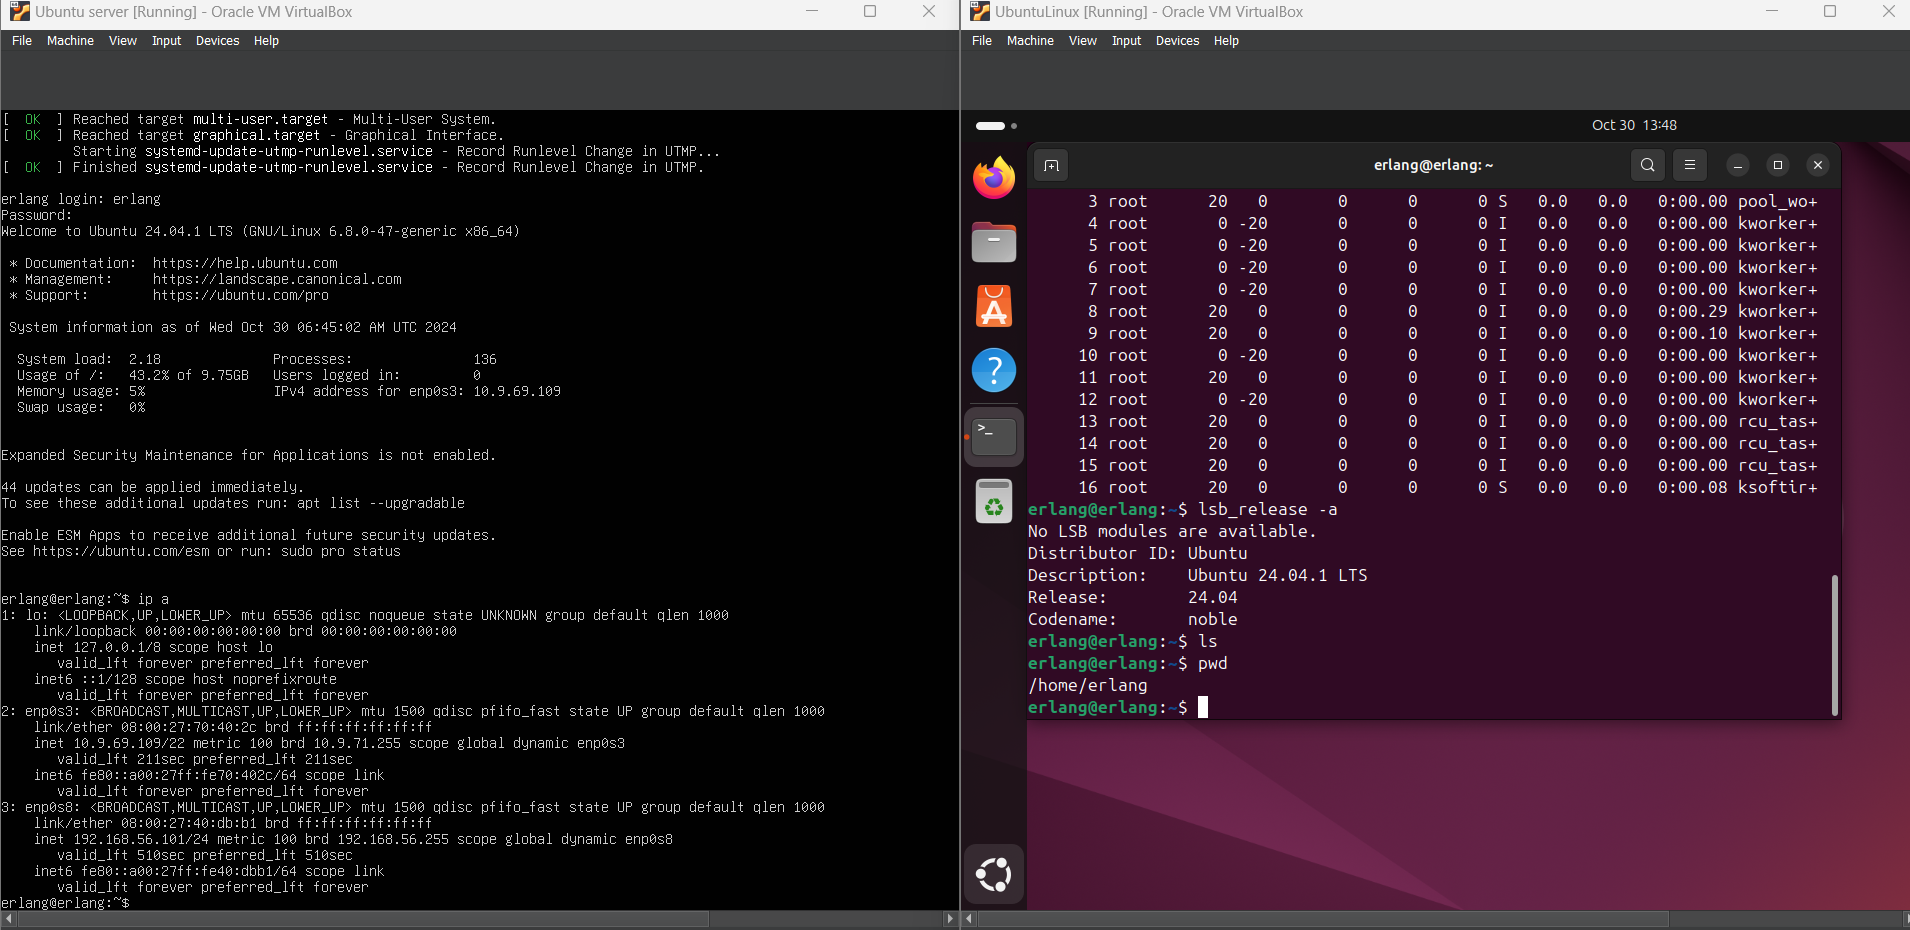 Ubuntu server [Running] - Oracle VM VirtualBox
File Machine View Input Devices Help
[  OK  ] Reached target multi-user.target - Multi-User System.
[  OK  ] Reached target graphical.target - Graphical Interface.
         Starting systemd-update-utmp-runlevel.service - Record Runlevel Change in UTMP...
[  OK  ] Finished systemd-update-utmp-runlevel.service - Record Runlevel Change in UTMP.
erlang login: erlang
Password:
Welcome to Ubuntu 24.04.1 LTS (GNU/Linux 6.8.0-47-generic x86_64)
 * Documentation:  https://help.ubuntu.com
 * Management:     https://landscape.canonical.com
 * Support:        https://ubuntu.com/pro
 System information as of Wed Oct 30 06:45:02 AM UTC 2024
  System load:  2.18              Processes:               136
  Usage of /:   43.2% of 9.75GB   Users logged in:         0
  Memory usage: 5%                IPv4 address for enp0s3: 10.9.69.109
  Swap usage:   0%
Expanded Security Maintenance for Applications is not enabled.
44 updates can be applied immediately.
To see these additional updates run: apt list --upgradable
Enable ESM Apps to receive additional future security updates.
See https://ubuntu.com/esm or run: sudo pro status
erlang@erlang:~$ ip a
1: lo: <LOOPBACK,UP,LOWER_UP> mtu 65536 qdisc noqueue state UNKNOWN group default qlen 1000
    link/loopback 00:00:00:00:00:00 brd 00:00:00:00:00:00
    inet 127.0.0.1/8 scope host lo
       valid_lft forever preferred_lft forever
    inet6 ::1/128 scope host noprefixroute
       valid_lft forever preferred_lft forever
2: enp0s3: <BROADCAST,MULTICAST,UP,LOWER_UP> mtu 1500 qdisc pfifo_fast state UP group default qlen 1000
    link/ether 08:00:27:70:40:2c brd ff:ff:ff:ff:ff:ff
    inet 10.9.69.109/22 metric 100 brd 10.9.71.255 scope global dynamic enp0s3
       valid_lft 211sec preferred_lft 211sec
    inet6 fe80::a00:27ff:fe70:402c/64 scope link
       valid_lft forever preferred_lft forever
3: enp0s8: <BROADCAST,MULTICAST,UP,LOWER_UP> mtu 1500 qdisc pfifo_fast state UP group default qlen 1000
    link/ether 08:00:27:40:db:b1 brd ff:ff:ff:ff:ff:ff
    inet 192.168.56.101/24 metric 100 brd 192.168.56.255 scope global dynamic enp0s8
       valid_lft 510sec preferred_lft 510sec
    inet6 fe80::a00:27ff:fe40:dbb1/64 scope link
       valid_lft forever preferred_lft forever
erlang@erlang:~$
UbuntuLinux [Running] - Oracle VM VirtualBox
File Machine View Input Devices Help
Oct 30 13:48
erlang@erlang: ~
3 root 20 0 0 0 0 S 0.0 0.0 0:00.00 pool_wo+
4 root 0 -20 0 0 0 I 0.0 0.0 0:00.00 kworker+
5 root 0 -20 0 0 0 I 0.0 0.0 0:00.00 kworker+
6 root 0 -20 0 0 0 I 0.0 0.0 0:00.00 kworker+
7 root 0 -20 0 0 0 I 0.0 0.0 0:00.00 kworker+
8 root 20 0 0 0 0 I 0.0 0.0 0:00.29 kworker+
9 root 20 0 0 0 0 I 0.0 0.0 0:00.10 kworker+
10 root 0 -20 0 0 0 I 0.0 0.0 0:00.00 kworker+
11 root 20 0 0 0 0 I 0.0 0.0 0:00.00 kworker+
12 root 0 -20 0 0 0 I 0.0 0.0 0:00.00 kworker+
13 root 20 0 0 0 0 I 0.0 0.0 0:00.00 rcu_tas+
14 root 20 0 0 0 0 I 0.0 0.0 0:00.00 rcu_tas+
15 root 20 0 0 0 0 I 0.0 0.0 0:00.00 rcu_tas+
16 root 20 0 0 0 0 S 0.0 0.0 0:00.08 ksoftir+
erlang@erlang:~$ lsb_release -a
No LSB modules are available.
Distributor ID: Ubuntu
Description:    Ubuntu 24.04.1 LTS
Release:        24.04
Codename:       noble
erlang@erlang:~$ ls
erlang@erlang:~$ pwd
/home/erlang
erlang@erlang:~$